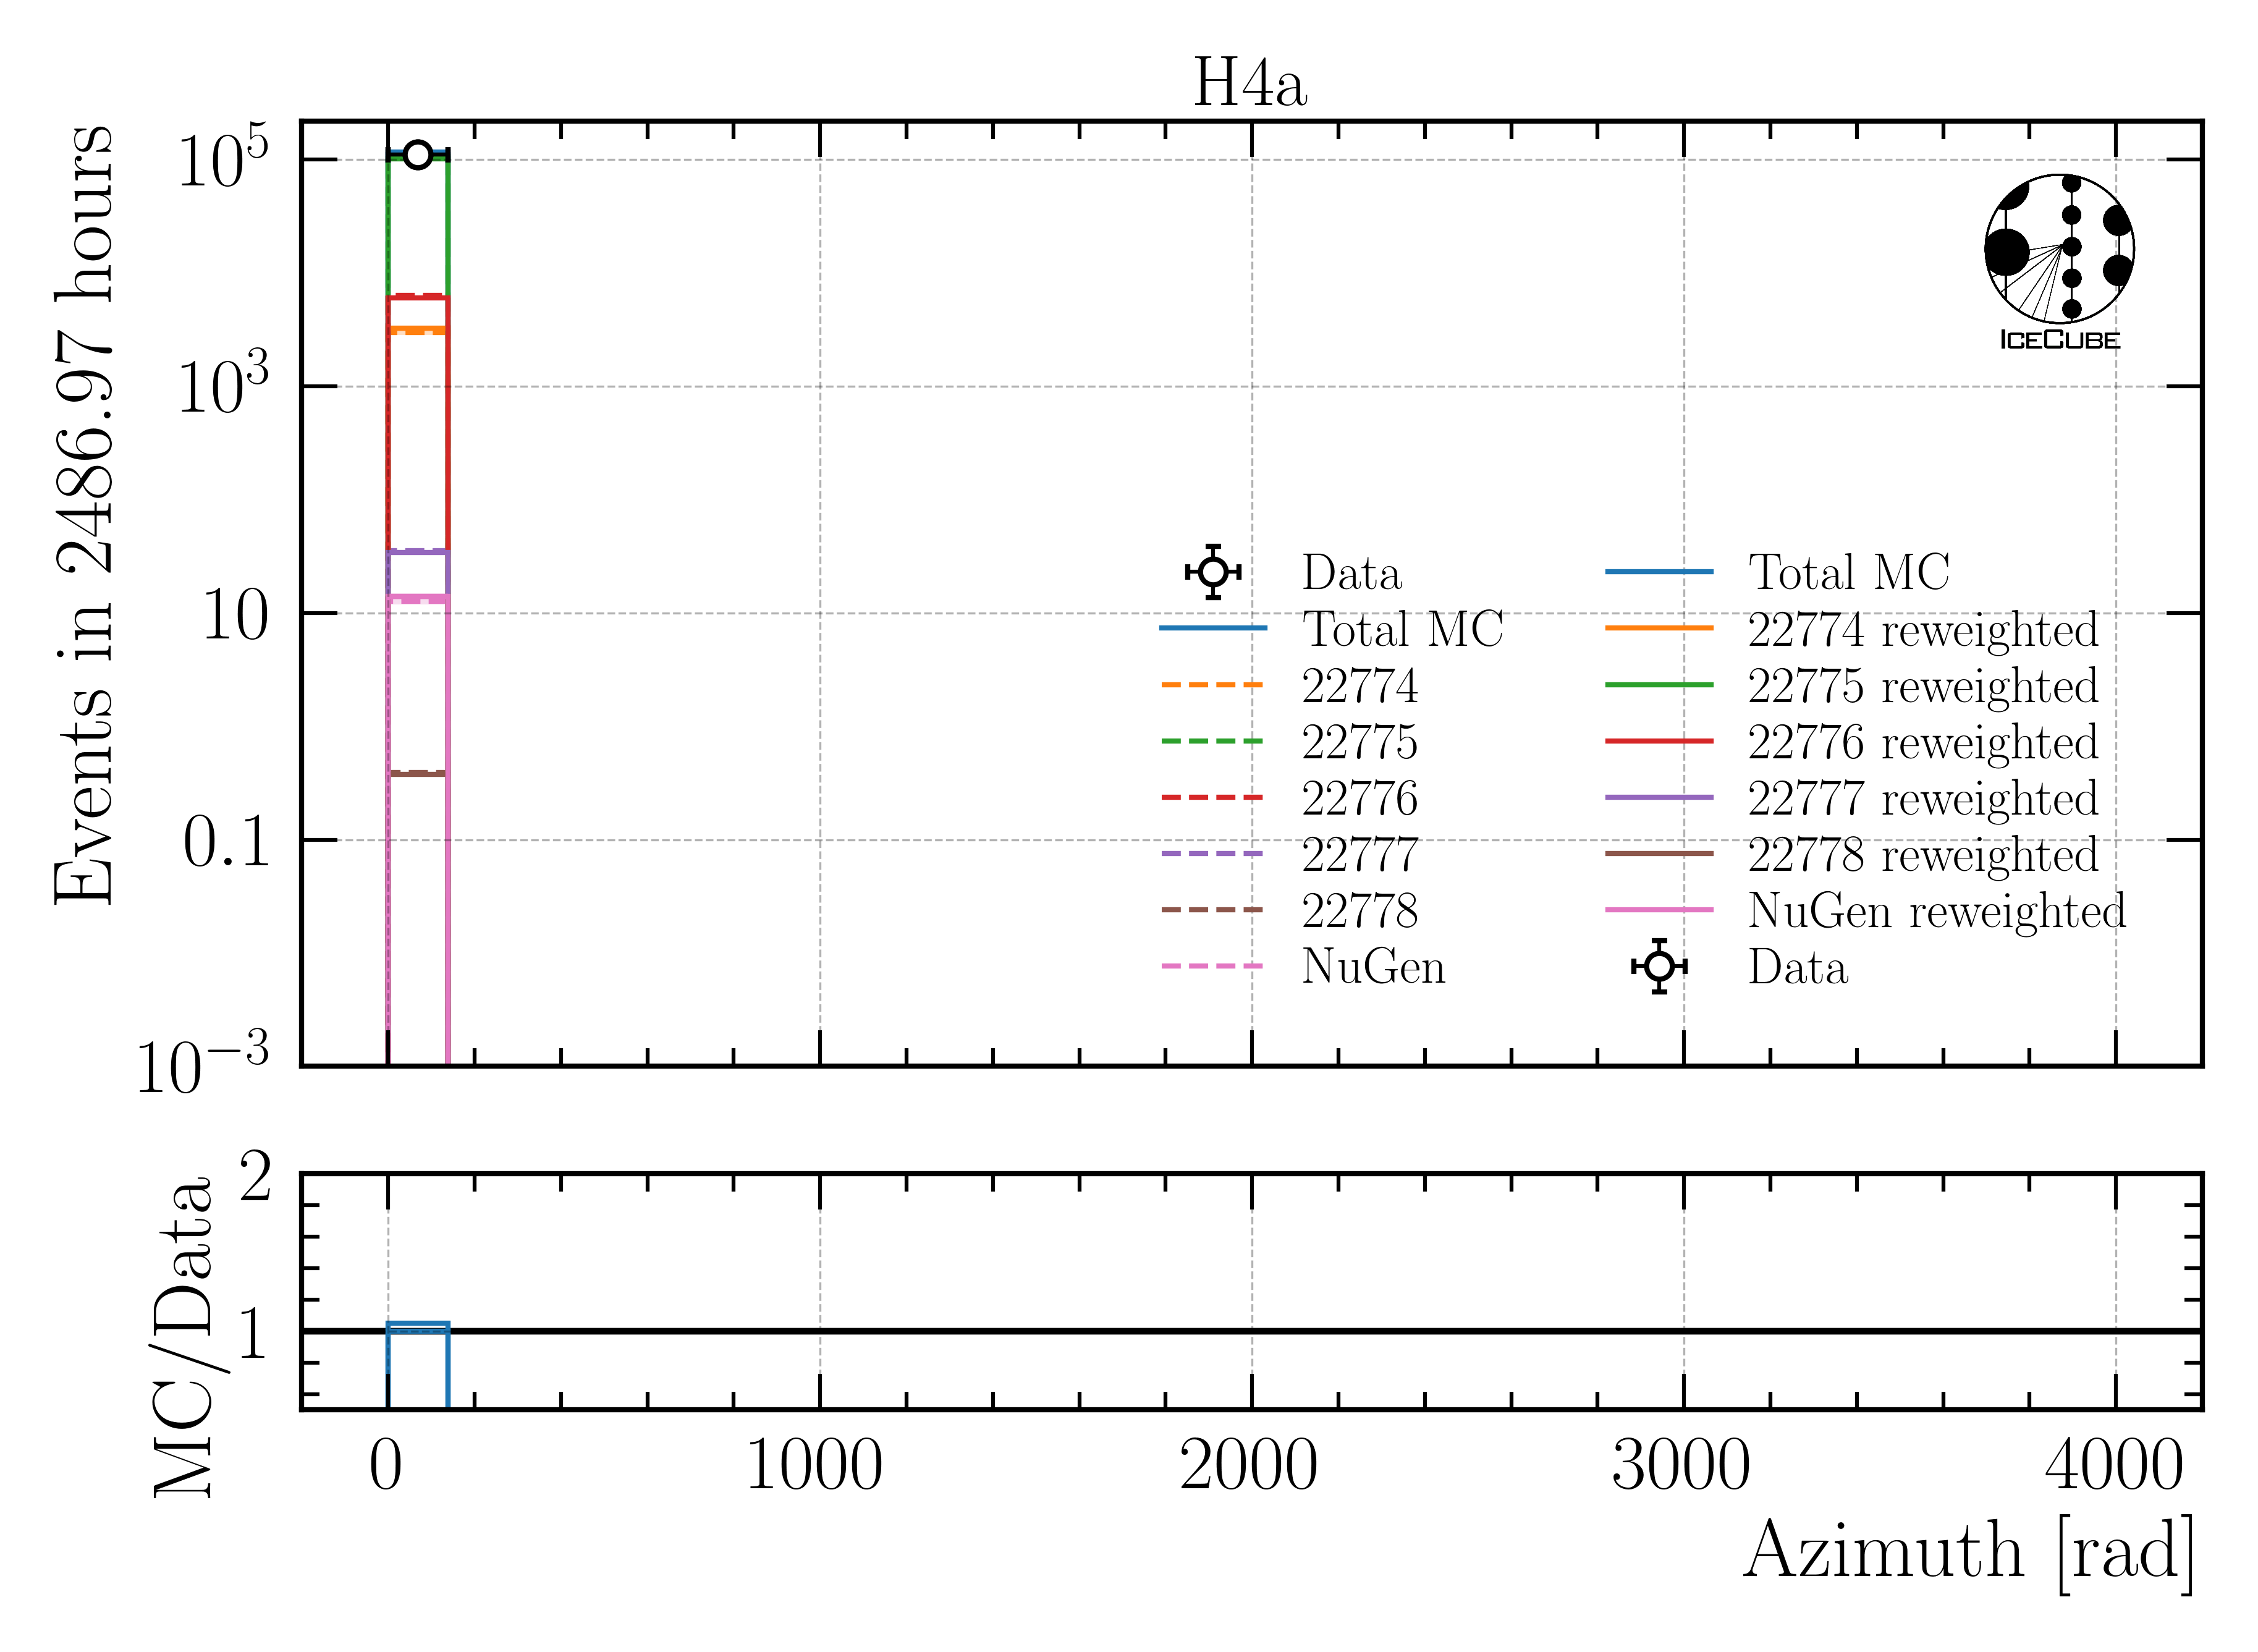 H4a
Events in 2486.97 hours
10^5
10^3
10
0.1
10^−3
ICECUBE
Data
Total MC
22774
22775
22776
22777
22778
NuGen
Total MC
22774 reweighted
22775 reweighted
22776 reweighted
22777 reweighted
22778 reweighted
NuGen reweighted
Data
MC/Data
2
1
0 1000 2000 3000 4000
Azimuth [rad]